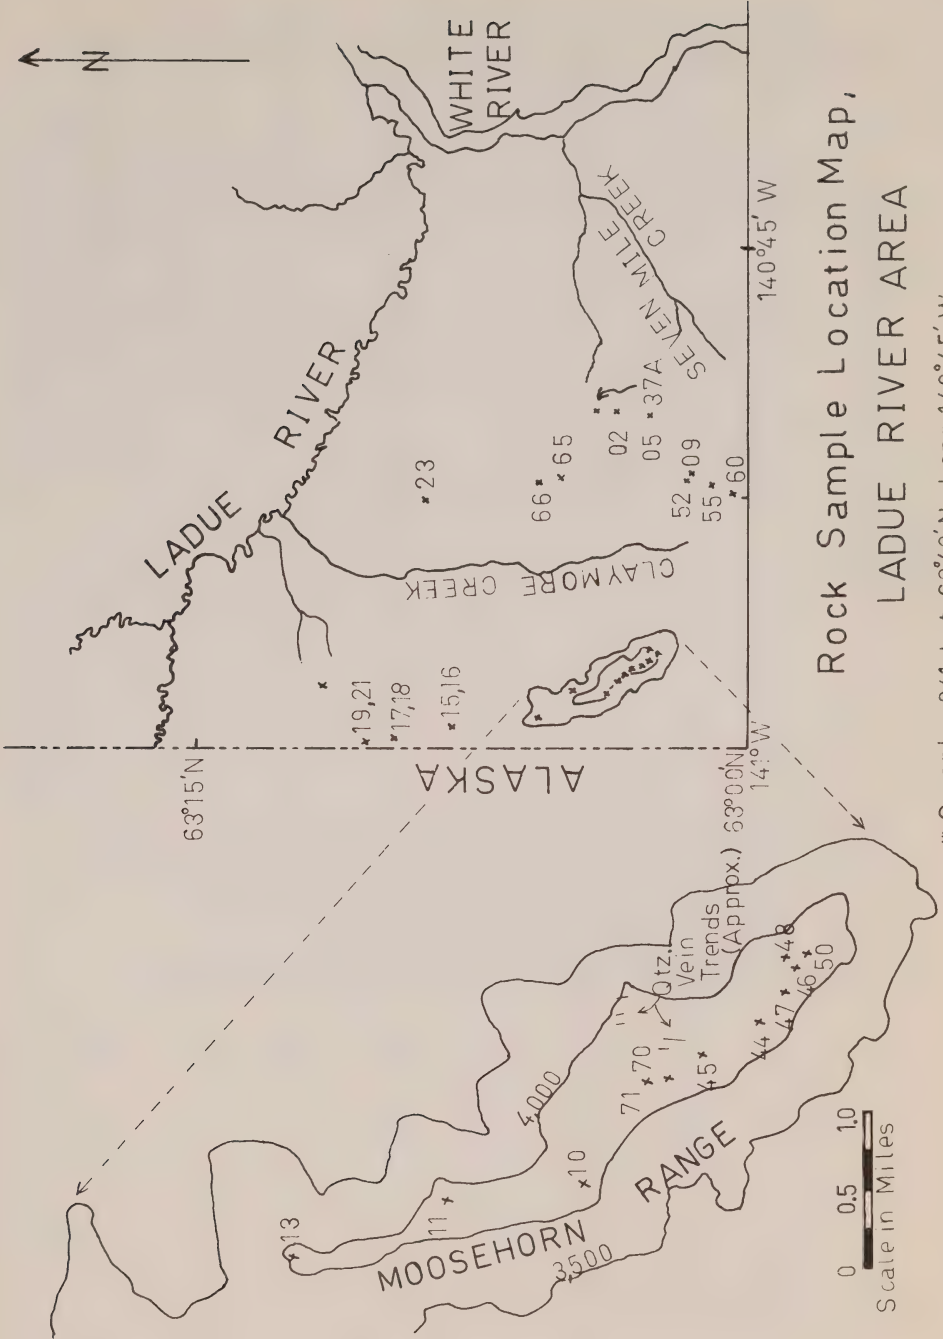 N
WHITE
RIVER
LADUE
RIVER
SEVEN MILE
CREEK
CLAYMORE CREEK
ALASKA
63°15'N
63°00'N
141°W
140°45' W
19,21
17,18
15,16
23
66
65
02
05
37A
52
09
55
60
MOOSEHORN
RANGE
4,000
3,500
13
11
10
71
70
45
44
47
46
48
50
Qtz.
Vein
Trends
(Approx.)
0 0.5 1.0
Scale in Miles
Rock Sample Location Map,
LADUE RIVER AREA